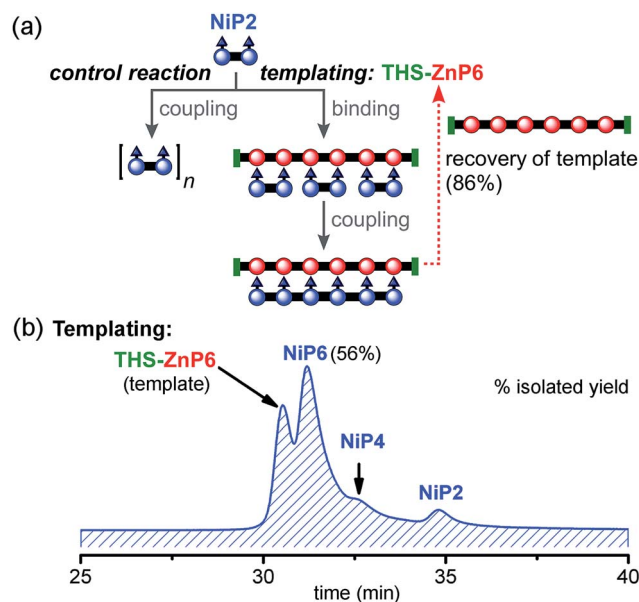 (a)
NiP2
control reaction templating: THS-ZnP6
coupling binding
[ ]n
recovery of template
(86%)
coupling
(b) Templating:
THS-ZnP6
(template)
NiP6 (56%)
% isolated yield
NiP4
NiP2
25 30 35 40
time (min)